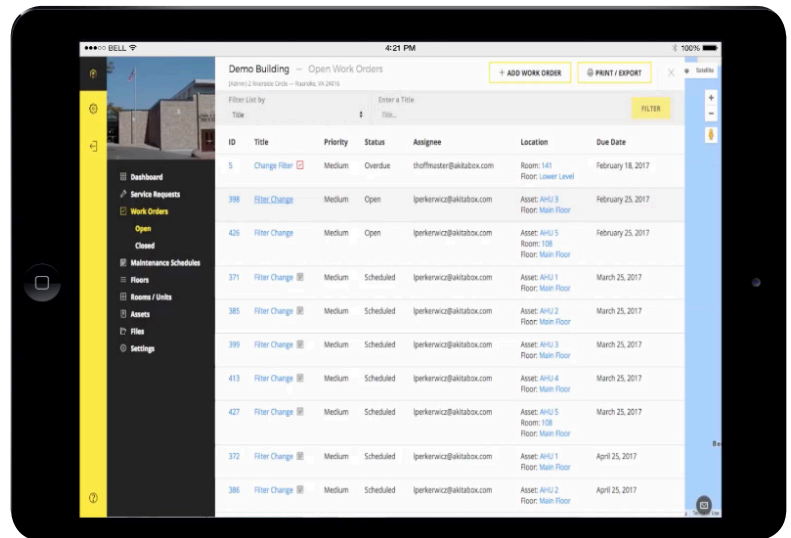 ●●●○○ BELL 4:21 PM 100%
Demo Building — Open Work Orders
[Admin] 2 Riverside Circle — Roanoke, VA 24016
+ ADD WORK ORDER
PRINT / EXPORT
X
Satellite
Filter List by
Title
Enter a Title
Title...
FILTER
+
−
ID Title Priority Status Assignee Location Due Date
5 Change Filter Medium Overdue thoffmaster@akitabox.com Room: 141 February 18, 2017
Floor: Lower Level
398 Filter Change Medium Open lperkerwicz@akitabox.com Asset: AHU 3 February 25, 2017
Floor: Main Floor
426 Filter Change Medium Open lperkerwicz@akitabox.com Asset: AHU 5 February 25, 2017
Room: 108
Floor: Main Floor
371 Filter Change Medium Scheduled lperkerwicz@akitabox.com Asset: AHU 1 March 25, 2017
Floor: Main Floor
385 Filter Change Medium Scheduled lperkerwicz@akitabox.com Asset: AHU 2 March 25, 2017
Floor: Main Floor
399 Filter Change Medium Scheduled lperkerwicz@akitabox.com Asset: AHU 3 March 25, 2017
Floor: Main Floor
413 Filter Change Medium Scheduled lperkerwicz@akitabox.com Asset: AHU 4 March 25, 2017
Floor: Main Floor
427 Filter Change Medium Scheduled lperkerwicz@akitabox.com Asset: AHU 5 March 25, 2017
Room: 108
Floor: Main Floor
372 Filter Change Medium Scheduled lperkerwicz@akitabox.com Asset: AHU 1 April 25, 2017
Floor: Main Floor
386 Filter Change Medium Scheduled lperkerwicz@akitabox.com Asset: AHU 2 April 25, 2017
Floor: Main Floor
Dashboard
Service Requests
Work Orders
Open
Closed
Maintenance Schedules
Floors
Rooms / Units
Assets
Files
Settings
?
Be